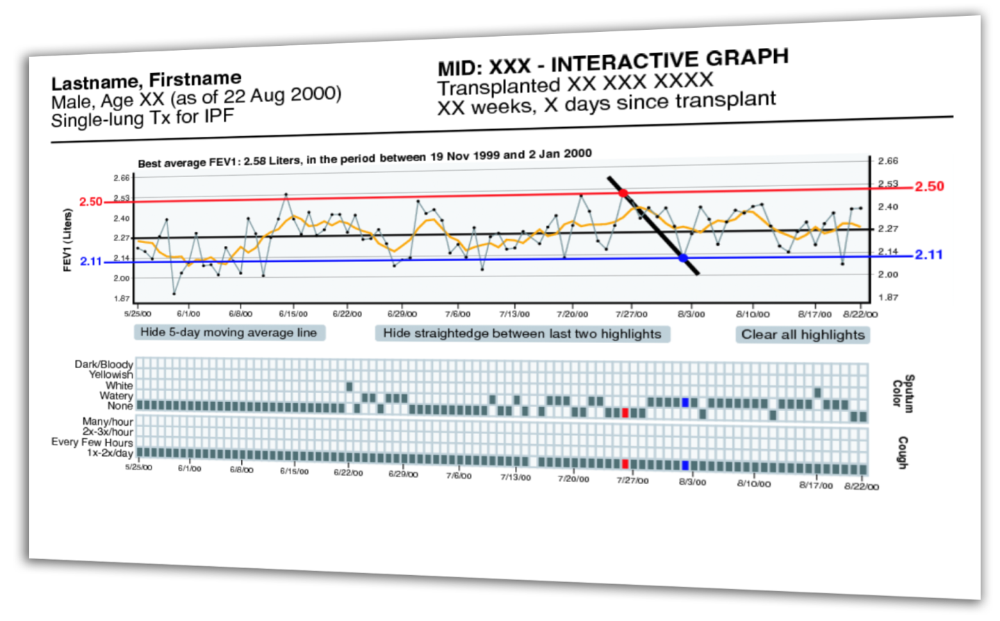 Lastname, Firstname
Male, Age XX (as of 22 Aug 2000)
Single-lung Tx for IPF
MID: XXX - INTERACTIVE GRAPH
Transplanted XX XXX XXXX
XX weeks, X days since transplant
Best average FEV1: 2.58 Liters, in the period between 19 Nov 1999 and 2 Jan 2000
FEV1 (Liters)
2.66
2.53
2.50
2.40
2.27
2.14
2.11
2.00
1.87
2.66
2.53
2.50
2.40
2.27
2.14
2.11
2.00
1.87
5/25/00 6/1/00 6/8/00 6/15/00 6/22/00 6/29/00 7/6/00 7/13/00 7/20/00 7/27/00 8/3/00 8/10/00 8/17/00 8/22/00
Hide 5-day moving average line
Hide straightedge between last two highlights
Clear all highlights
Dark/Bloody
Yellowish
White
Watery
None
Sputum
Color
Many/hour
2x-3x/hour
Every Few Hours
1x-2x/day
Cough
5/25/00 6/1/00 6/8/00 6/15/00 6/22/00 6/29/00 7/6/00 7/13/00 7/20/00 7/27/00 8/3/00 8/10/00 8/17/00 8/22/00